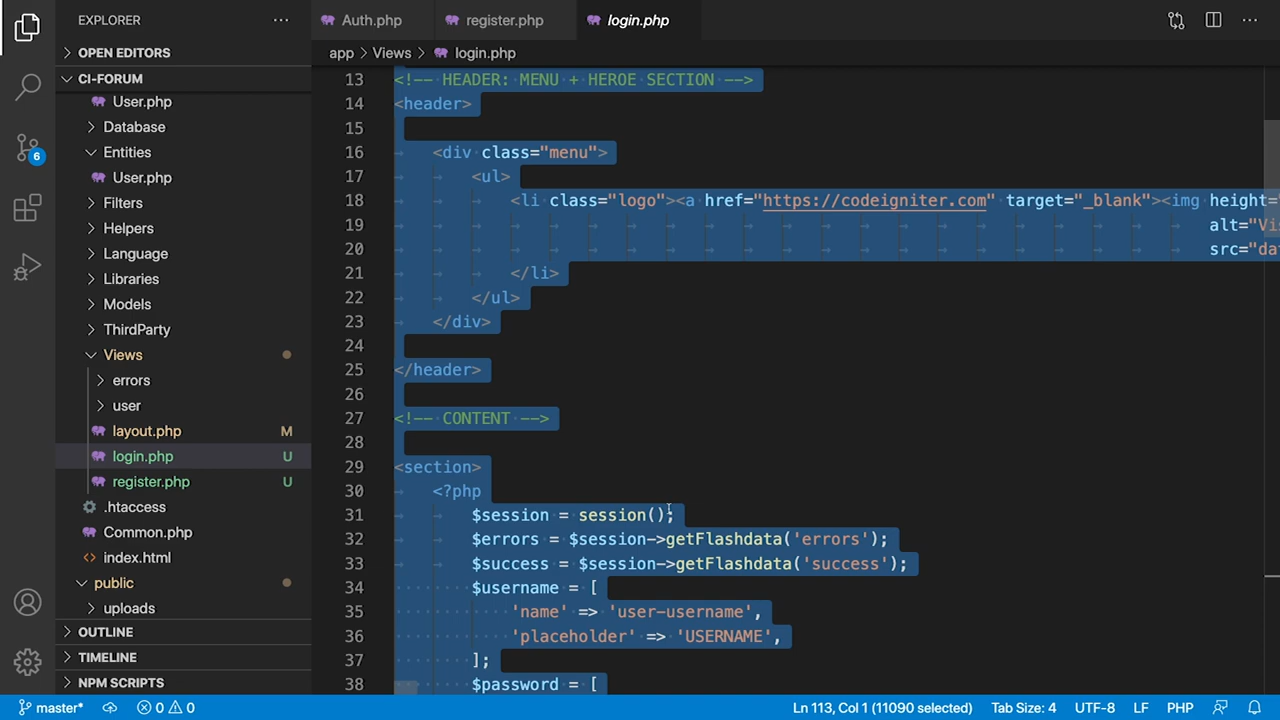 EXPLORER
OPEN EDITORS
CI-FORUM
User.php
Database
Entities
User.php
Filters
Helpers
Language
Libraries
Models
ThirdParty
Views
errors
user
layout.php M
login.php U
register.php U
.htaccess
Common.php
index.html
public
uploads
OUTLINE
TIMELINE
NPM SCRIPTS
6
Auth.php register.php login.php
app > Views > login.php
13 <!-- HEADER: MENU + HEROE SECTION -->
14 <header>
15
16 <div class="menu">
17 <ul>
18 <li class="logo"><a href="https://codeigniter.com" target="_blank"><img height=
19 alt="Vis
20 src="dat
21 </li>
22 </ul>
23 </div>
24
25 </header>
26
27 <!-- CONTENT -->
28
29 <section>
30 <?php
31 $session = session();
32 $errors = $session->getFlashdata('errors');
33 $success = $session->getFlashdata('success');
34 $username = [
35 'name' => 'user-username',
36 'placeholder' => 'USERNAME',
37 ];
38 $password = [
master* 0 0 Ln 113, Col 1 (11090 selected) Tab Size: 4 UTF-8 LF PHP